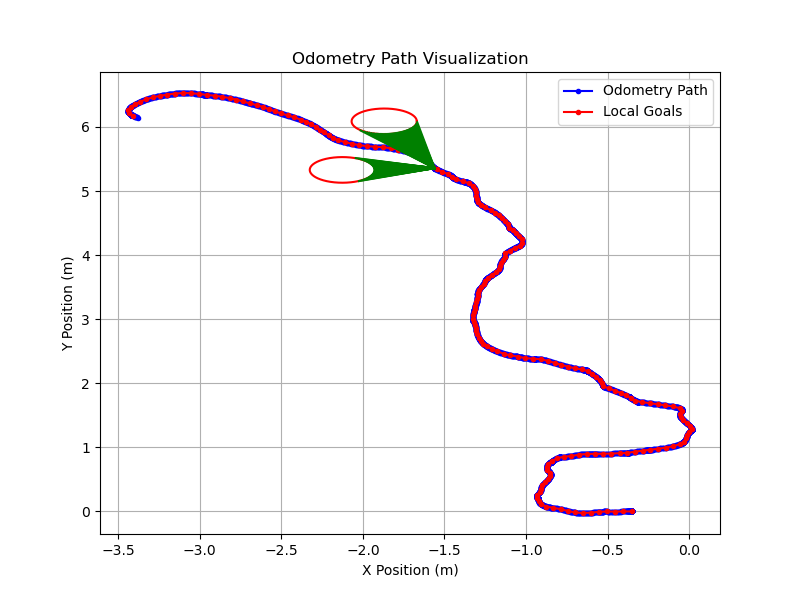 Odometry Path Visualization
Odometry Path
Local Goals
Y Position (m)
6
5
4
3
2
1
0
−3.5 −3.0 −2.5 −2.0 −1.5 −1.0 −0.5 0.0
X Position (m)